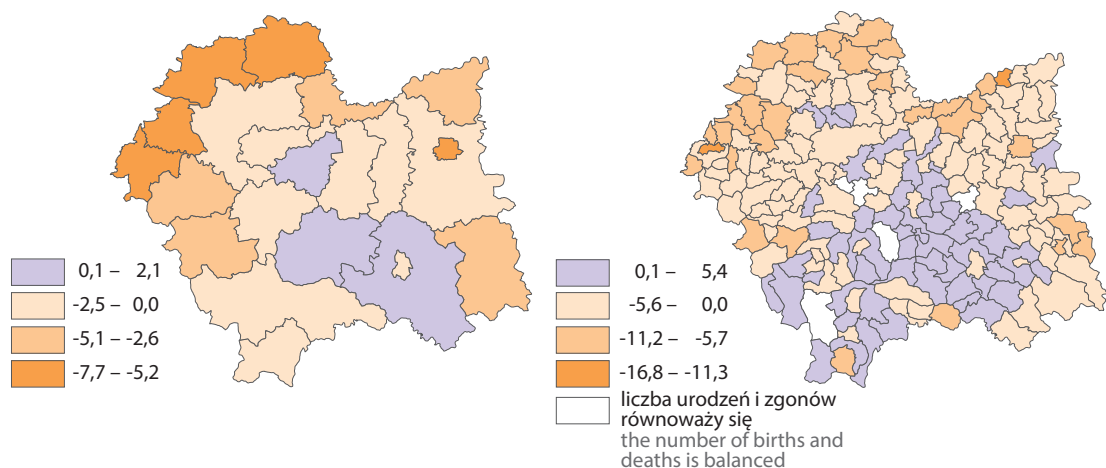 0,1 – 2,1
-2,5 – 0,0
-5,1 – -2,6
-7,7 – -5,2
0,1 – 5,4
-5,6 – 0,0
-11,2 – -5,7
-16,8 – -11,3
liczba urodzeń i zgonów
równoważy się
the number of births and
deaths is balanced